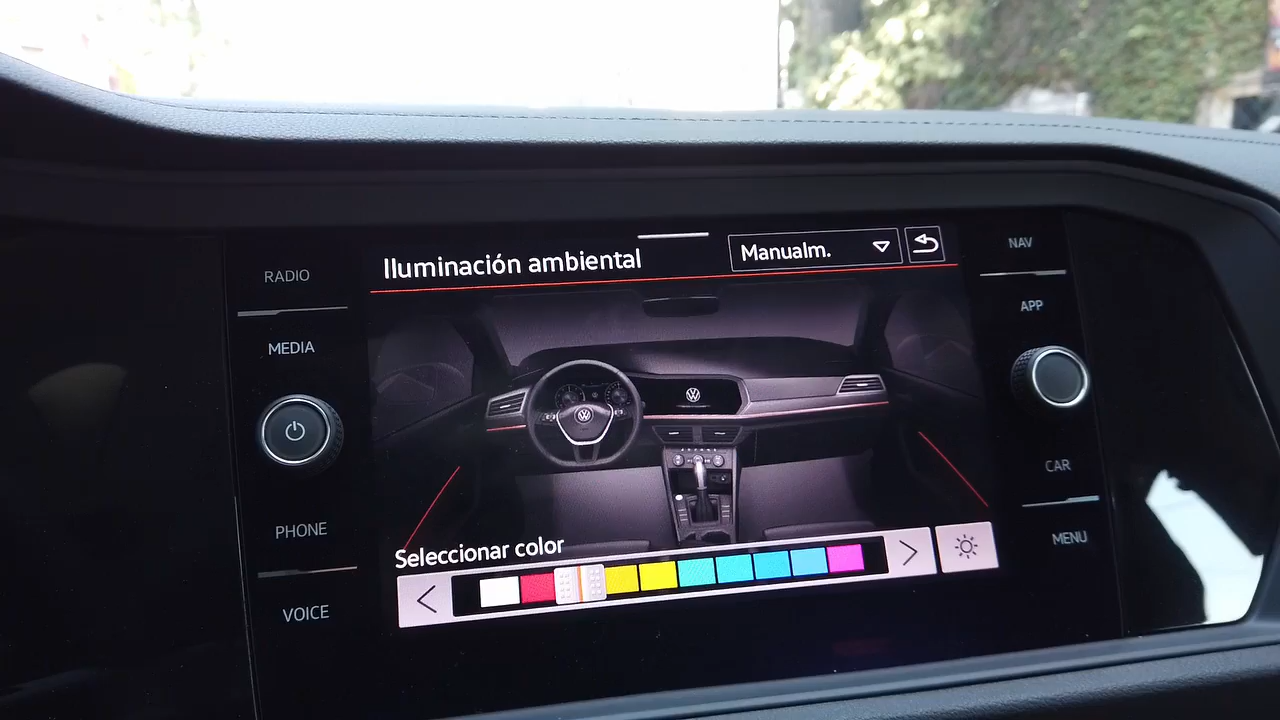 RADIO
MEDIA
PHONE
VOICE
Iluminación ambiental
Manualm.
Seleccionar color
NAV
APP
CAR
MENU